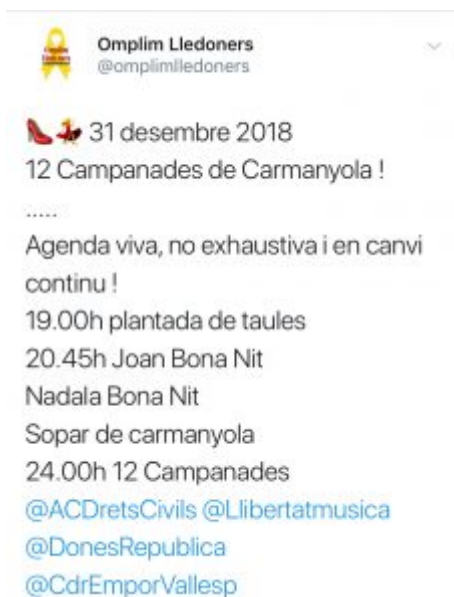 Omplim Lledoners
@omplimlledoners
👠💃 31 desembre 2018
12 Campanades de Carmanyola !
.....
Agenda viva, no exhaustiva i en canvi
continu !
19.00h plantada de taules
20.45h Joan Bona Nit
Nadala Bona Nit
Sopar de carmanyola
24.00h 12 Campanades
@ACDretsCivils @Llibertatmusica
@DonesRepublica
@CdrEmporVallesp